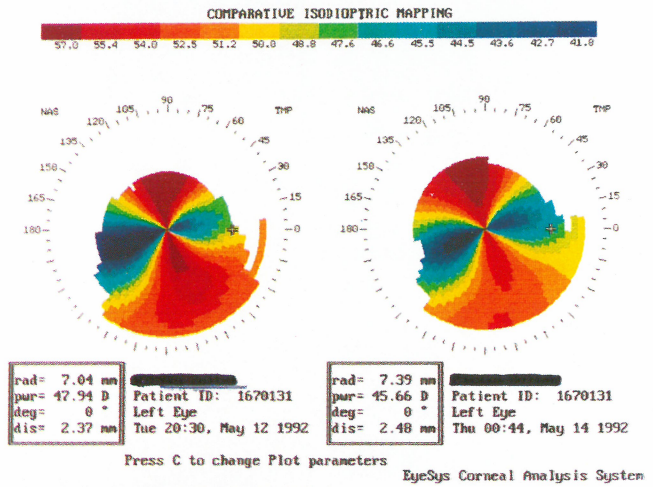 COMPARATIVE ISODIOPTRIC MAPPING
57.0 55.4 54.0 52.5 51.2 50.0 48.8 47.6 46.6 45.5 44.5 43.6 42.7 41.8
NAS 120 105 90 75 60 TMP
135 45
150 30
165 15
180 0
NAS 120 105 90 75 60 TMP
135 45
150 30
165 15
180 0
rad= 7.04 mm
pwr= 47.94 D Patient ID: 1670131
deg= 0 ° Left Eye
dis= 2.37 mm Tue 20:30, May 12 1992
rad= 7.39 mm
pwr= 45.66 D Patient ID: 1670131
deg= 0 ° Left Eye
dis= 2.48 mm Thu 00:44, May 14 1992
Press C to change Plot parameters
EyeSys Corneal Analysis System